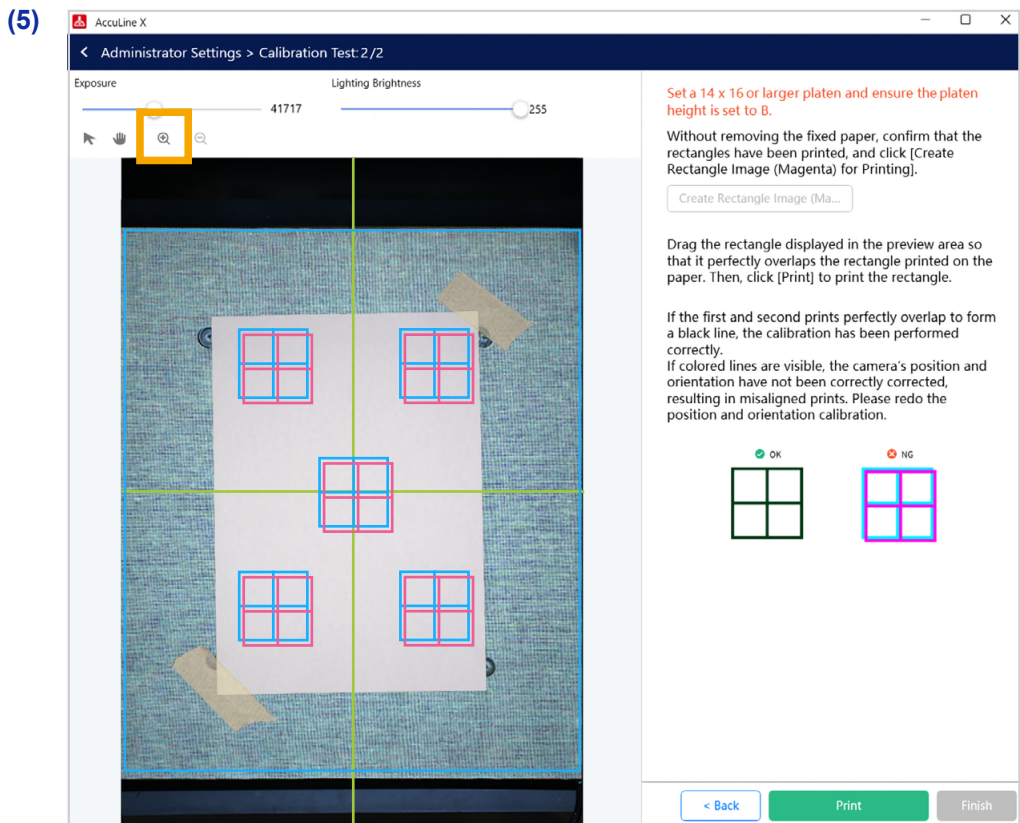 (5)
AccuLine X
< Administrator Settings > Calibration Test: 2/2
Exposure
Lighting Brightness
41717
255
Set a 14 x 16 or larger platen and ensure the platen
height is set to B.
Without removing the fixed paper, confirm that the
rectangles have been printed, and click [Create
Rectangle Image (Magenta) for Printing].
Create Rectangle Image (Ma...
Drag the rectangle displayed in the preview area so
that it perfectly overlaps the rectangle printed on the
paper. Then, click [Print] to print the rectangle.
If the first and second prints perfectly overlap to form
a black line, the calibration has been performed
correctly.
If colored lines are visible, the camera's position and
orientation have not been correctly corrected,
resulting in misaligned prints. Please redo the
position and orientation calibration.
OK
NG
< Back
Print
Finish